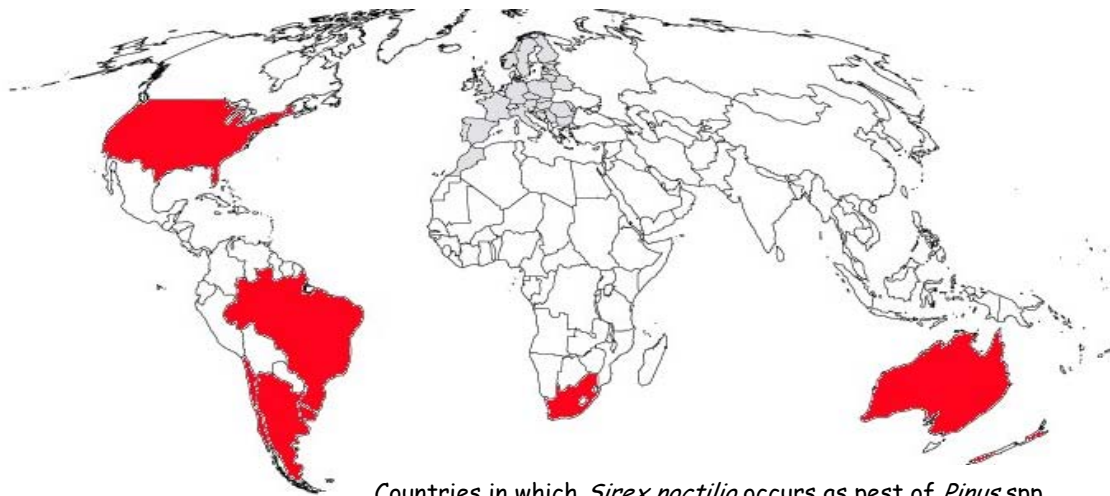 Countries in which Sirex noctilio occurs as pest of Pinus spp.